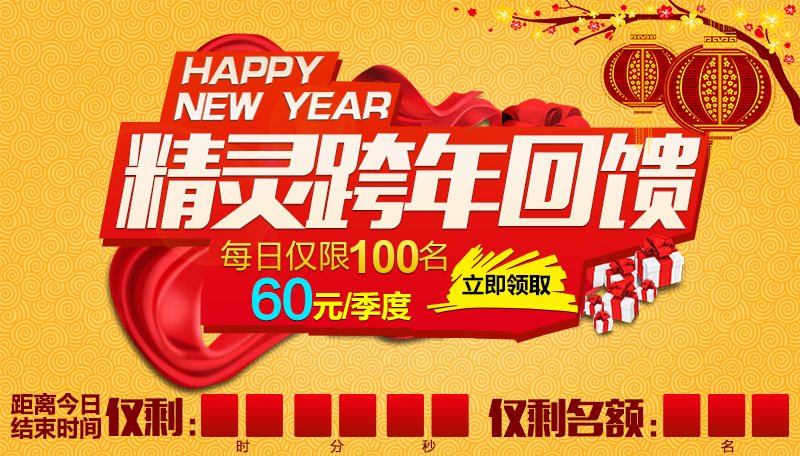 HAPPY
NEW YEAR
精灵跨年回馈
每日仅限100名
60元/季度
立即领取
距离今日
结束时间
仅剩：
时 分 秒
仅剩名额：
名